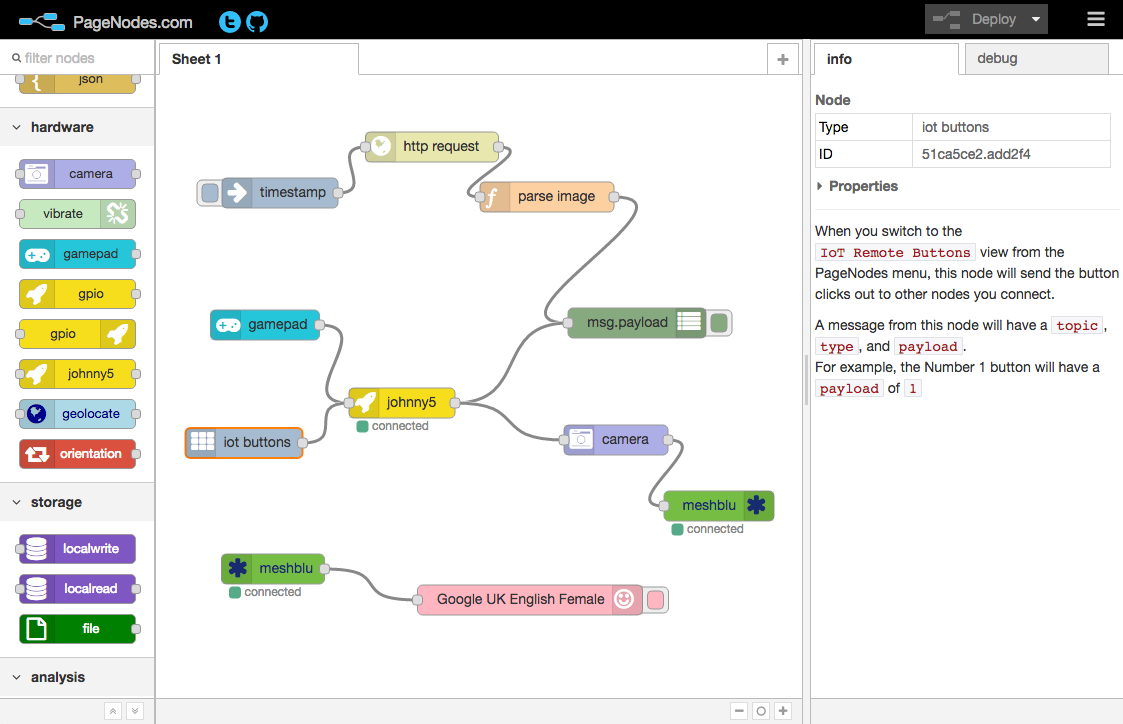 PageNodes.com
Deploy
filter nodes
json
hardware
camera
vibrate
gamepad
gpio
gpio
johnny5
geolocate
orientation
storage
localwrite
localread
file
analysis
Sheet 1
http request
timestamp
parse image
gamepad
msg.payload
johnny5
connected
iot buttons
camera
meshblu
connected
meshblu
connected
Google UK English Female
info
debug
Node
Type iot buttons
ID 51ca5ce2.add2f4
Properties
When you switch to the
IoT Remote Buttons view from the
PageNodes menu, this node will send the button
clicks out to other nodes you connect.
A message from this node will have a topic,
type, and payload.
For example, the Number 1 button will have a
payload of 1